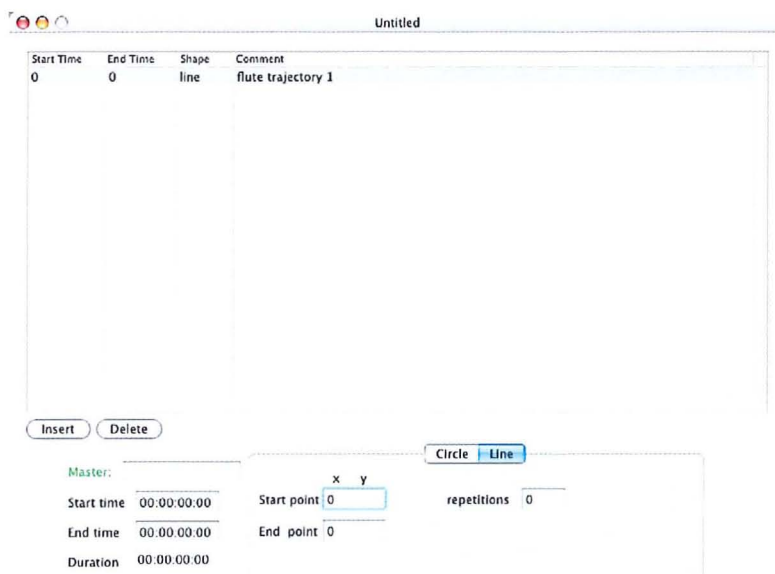 Untitled
Start Time End Time Shape Comment
0 0 line flute trajectory 1
Insert Delete
Circle Line
Master:
x y
Start time 00:00:00:00 Start point 0 repetitions 0
End time 00:00:00:00 End point 0
Duration 00:00:00:00